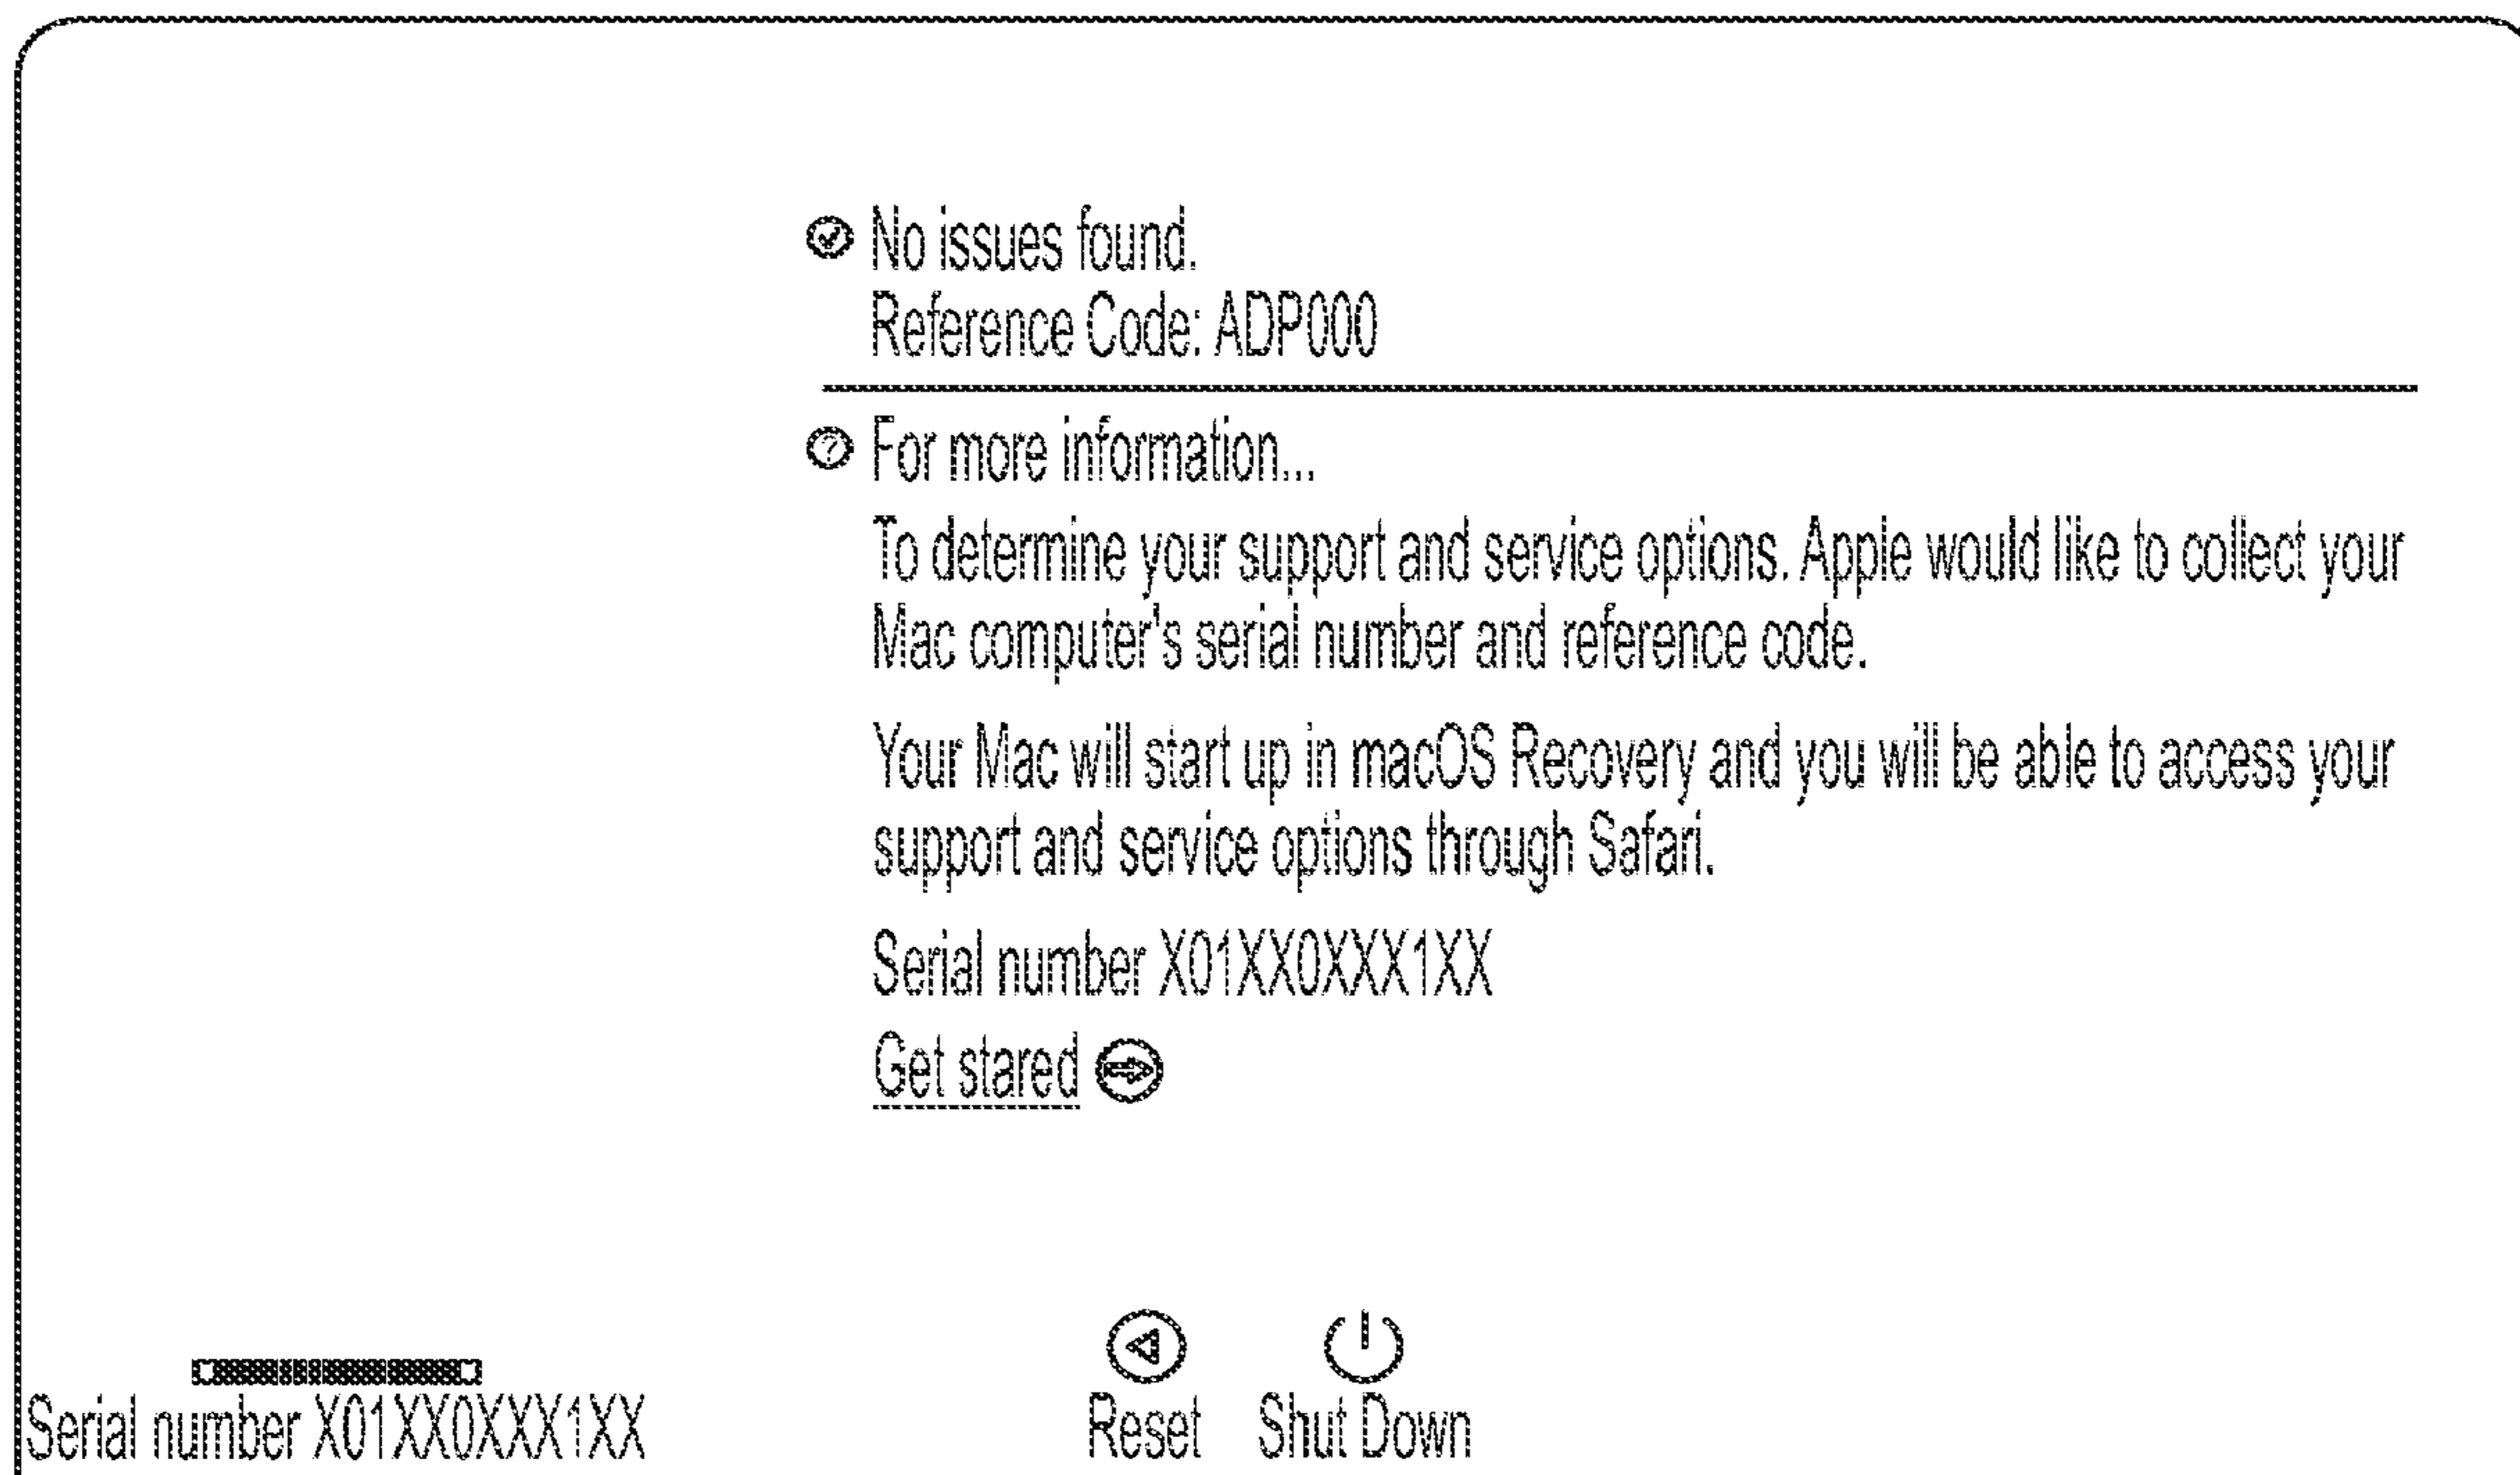 No issues found.
Reference Code: ADP000
For more information...
To determine your support and service options. Apple would like to collect your
Mac computer's serial number and reference code.
Your Mac will start up in macOS Recovery and you will be able to access your
support and service options through Safari.
Serial number X01XX0XXX1XX
Get stared
Serial number X01XX0XXX1XX
Reset Shut Down